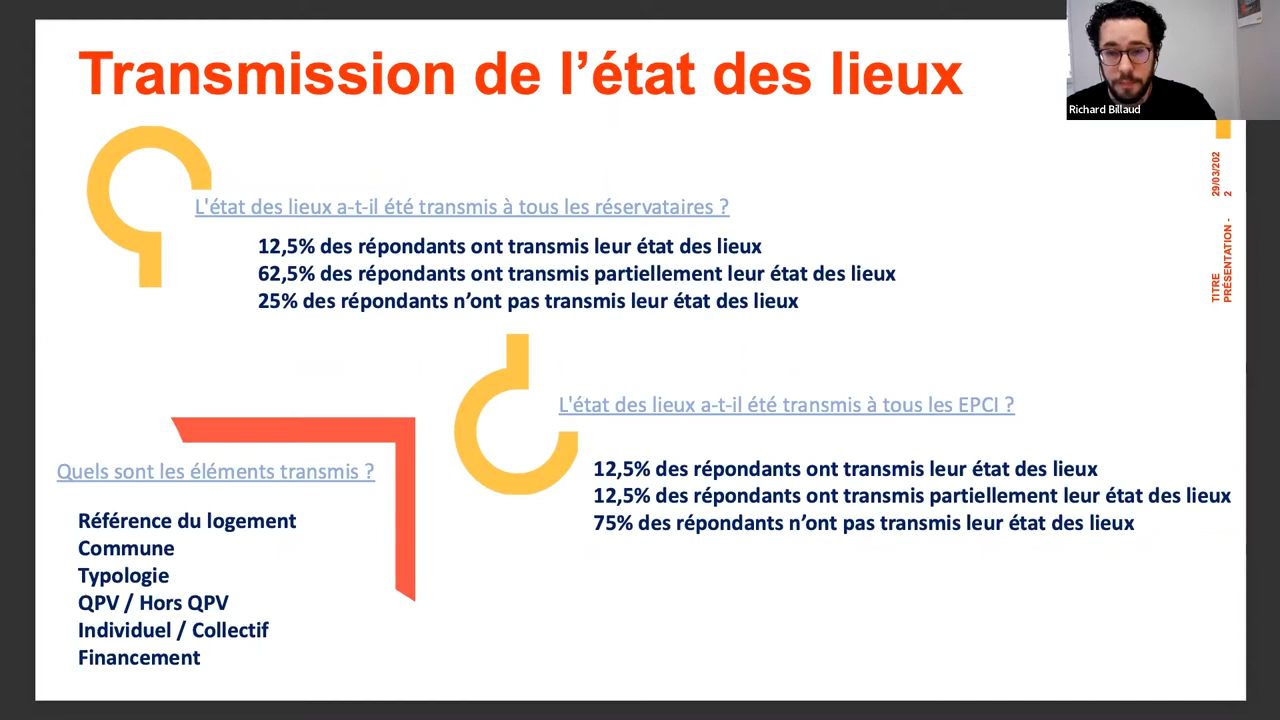 Transmission de l'état des lieux
Richard Billaud
29/03/202
2
TITRE
PRÉSENTATION -
L'état des lieux a-t-il été transmis à tous les réservataires ?
12,5% des répondants ont transmis leur état des lieux
62,5% des répondants ont transmis partiellement leur état des lieux
25% des répondants n'ont pas transmis leur état des lieux
L'état des lieux a-t-il été transmis à tous les EPCI ?
12,5% des répondants ont transmis leur état des lieux
12,5% des répondants ont transmis partiellement leur état des lieux
75% des répondants n'ont pas transmis leur état des lieux
Quels sont les éléments transmis ?
Référence du logement
Commune
Typologie
QPV / Hors QPV
Individuel / Collectif
Financement